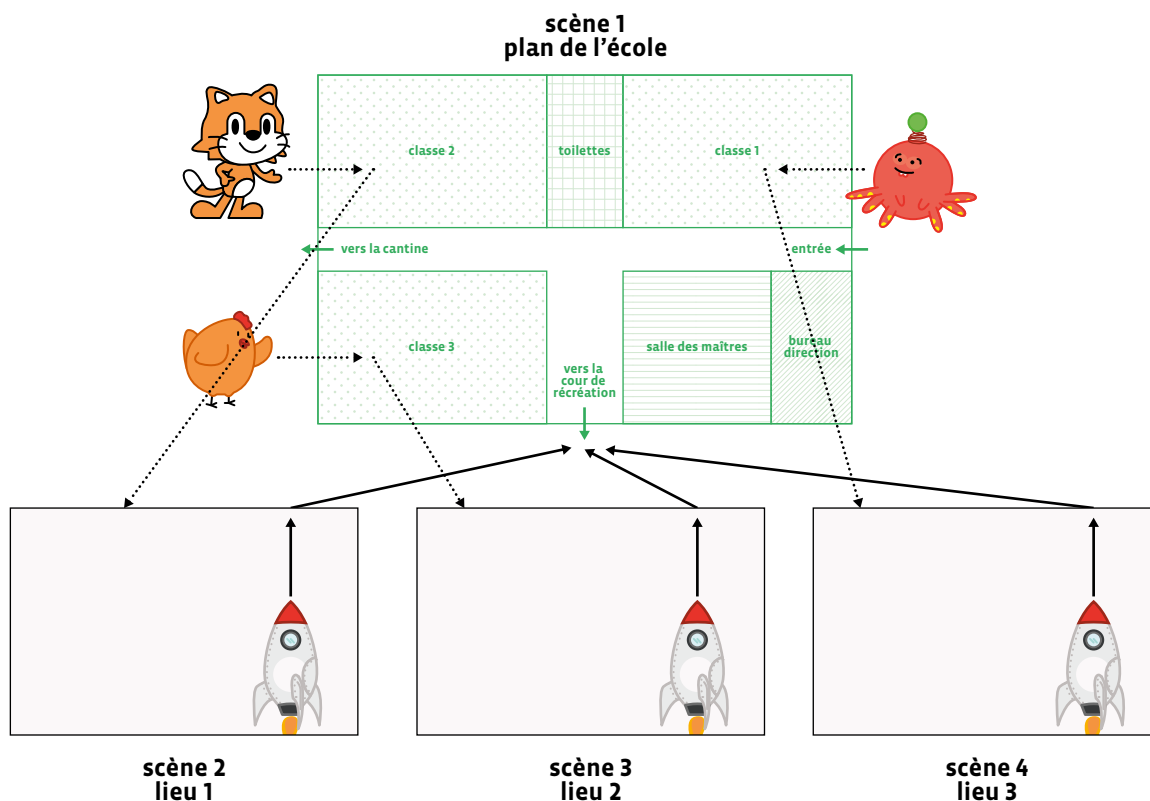 scène 1
plan de l’école
classe 2
toilettes
classe 1
vers la cantine
entrée
classe 3
vers la
cour de
récréation
salle des maîtres
bureau
direction
scène 2
lieu 1
scène 3
lieu 2
scène 4
lieu 3